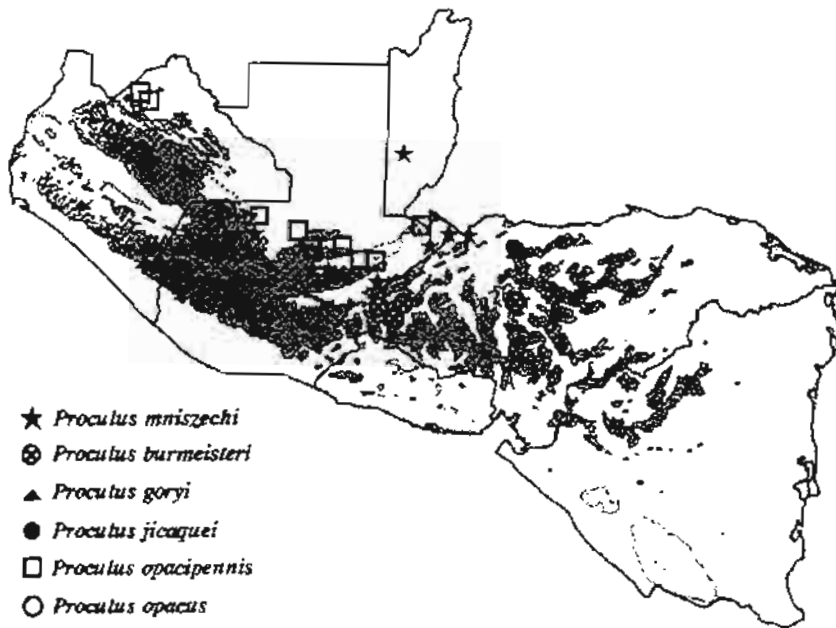 Proculus mniszechi
Proculus burmeisteri
Proculus goryi
Proculus jicaquei
Proculus opacipennis
Proculus opacus